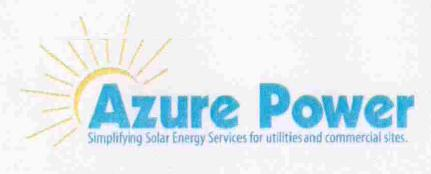 Azure Power
Simplifying Solar Energy Services for utilities and commercial sites.